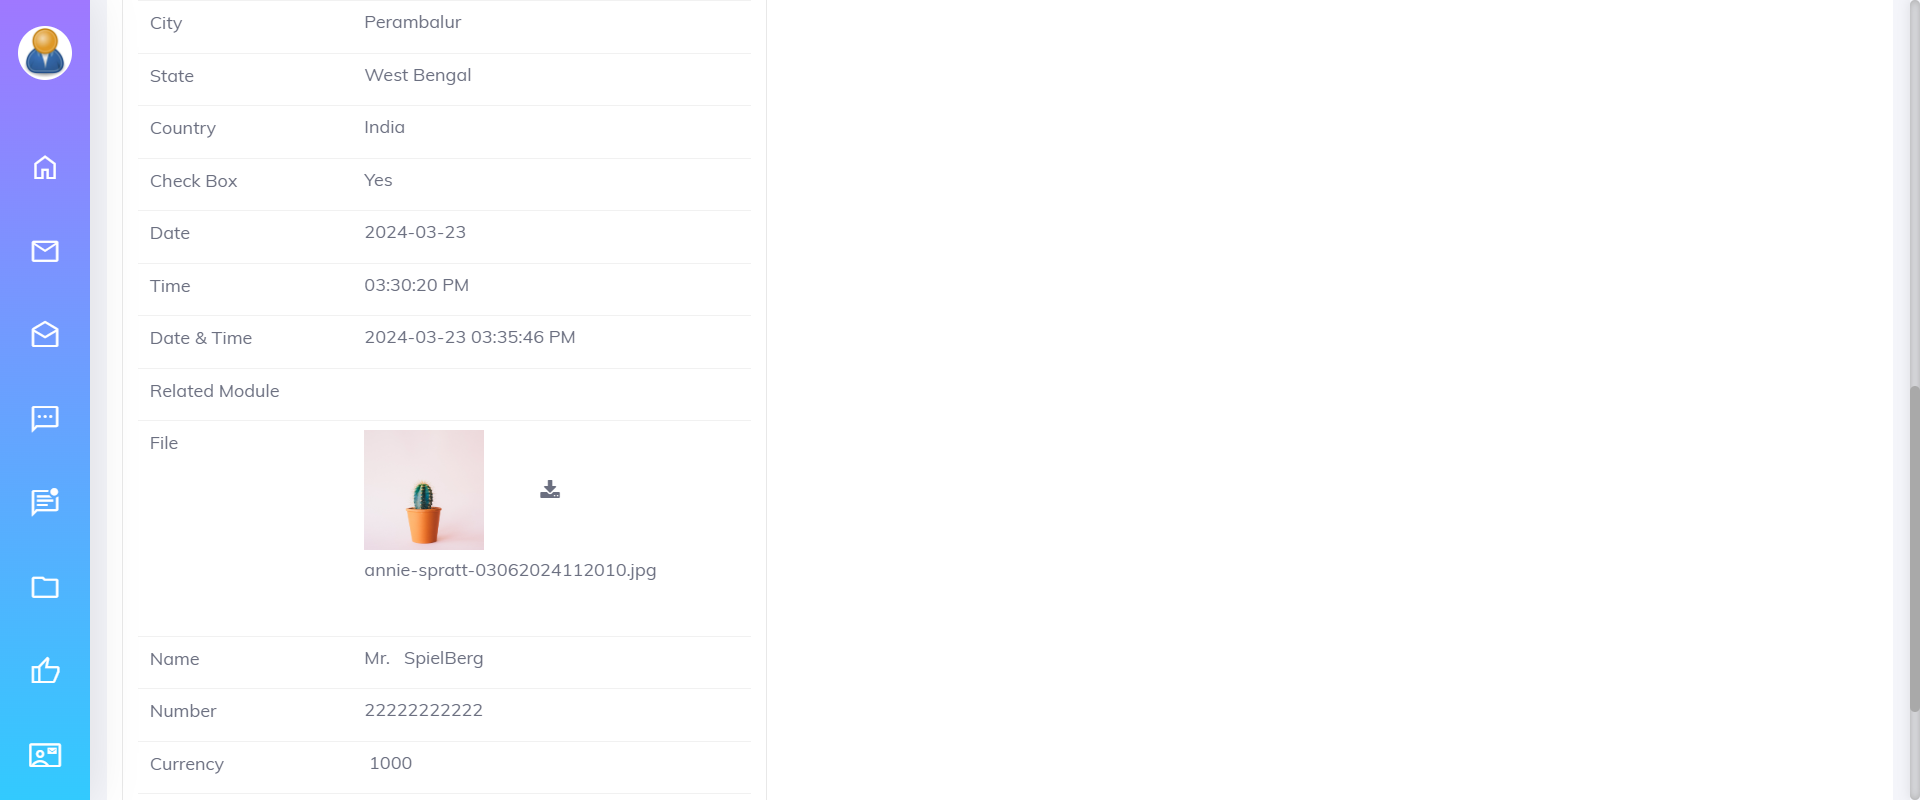 City Perambalur
State West Bengal
Country India
Check Box Yes
Date 2024-03-23
Time 03:30:20 PM
Date & Time 2024-03-23 03:35:46 PM
Related Module
File
annie-spratt-03062024112010.jpg
Name Mr. SpielBerg
Number 22222222222
Currency 1000